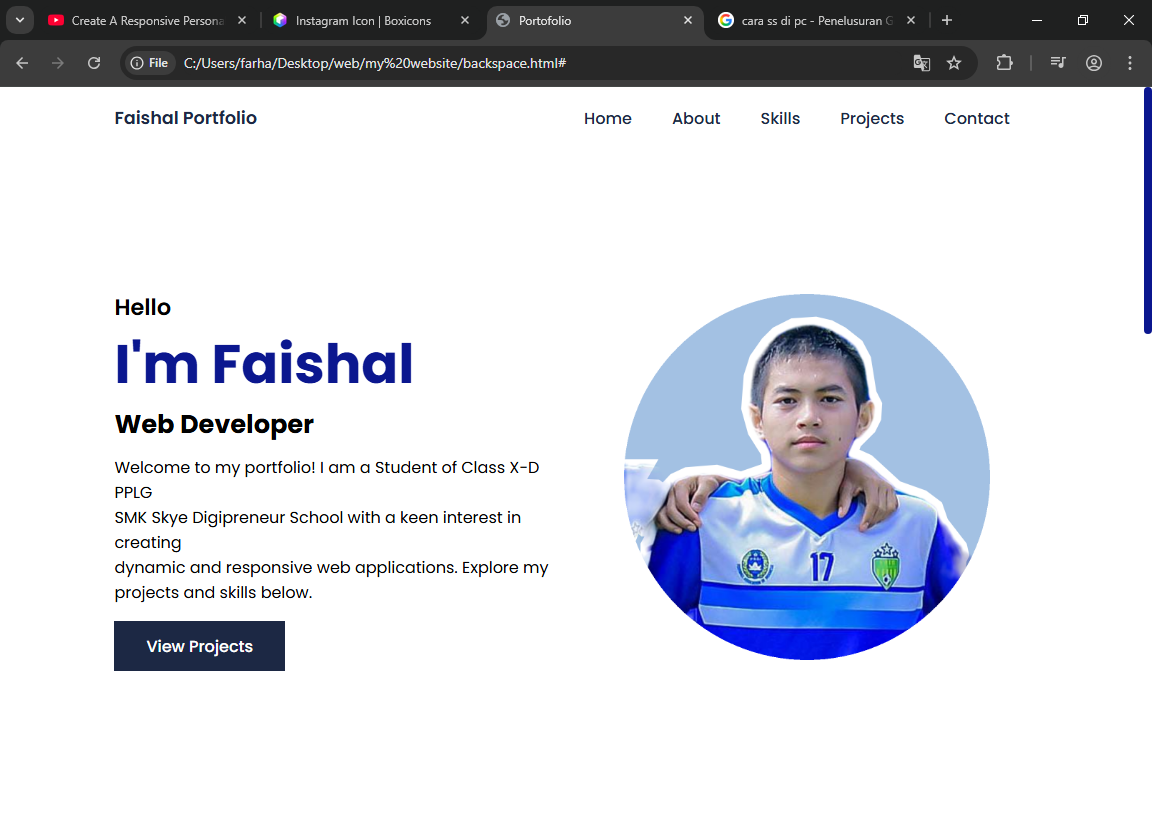 Create A Responsive Persona
Instagram Icon | Boxicons
Portofolio
cara ss di pc - Penelusuran G
File
C:/Users/farha/Desktop/web/my%20website/backspace.html#
Faishal Portfolio
Home
About
Skills
Projects
Contact
Hello
I'm Faishal
Web Developer
Welcome to my portfolio! I am a Student of Class X-D
PPLG
SMK Skye Digipreneur School with a keen interest in
creating
dynamic and responsive web applications. Explore my
projects and skills below.
View Projects
17